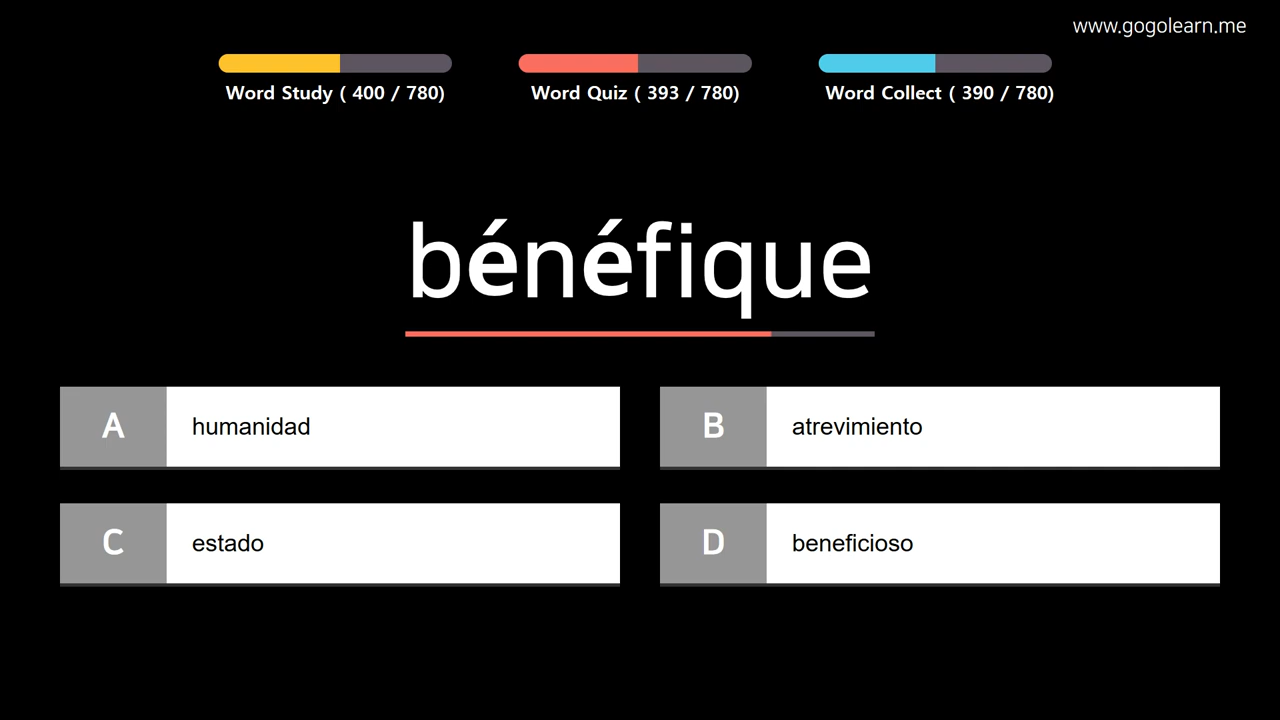 www.gogolearn.me
Word Study ( 400 / 780)
Word Quiz ( 393 / 780)
Word Collect ( 390 / 780)
bénéfique
A humanidad
B atrevimiento
C estado
D beneficioso